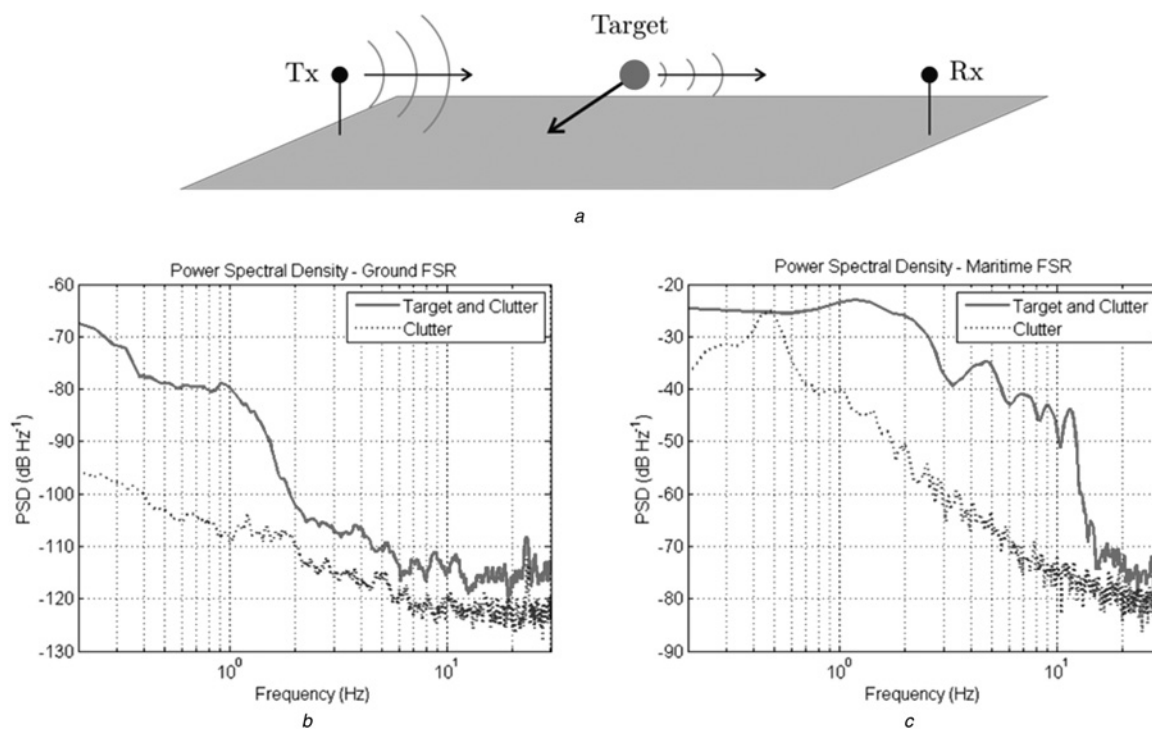 Target
Tx
Rx
a
Power Spectral Density - Ground FSR
Target and Clutter
Clutter
-60
-70
-80
-90
-100
-110
-120
-130
PSD (dB Hz⁻¹)
10⁰
10¹
Frequency (Hz)
b
Power Spectral Density - Maritime FSR
Target and Clutter
Clutter
-20
-30
-40
-50
-60
-70
-80
-90
PSD (dB Hz⁻¹)
10⁰
10¹
Frequency (Hz)
c